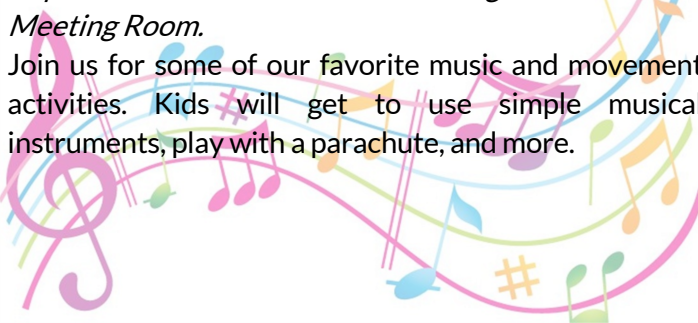 Meeting Room.
Join us for some of our favorite music and movement
activities. Kids will get to use simple musical
instruments, play with a parachute, and more.